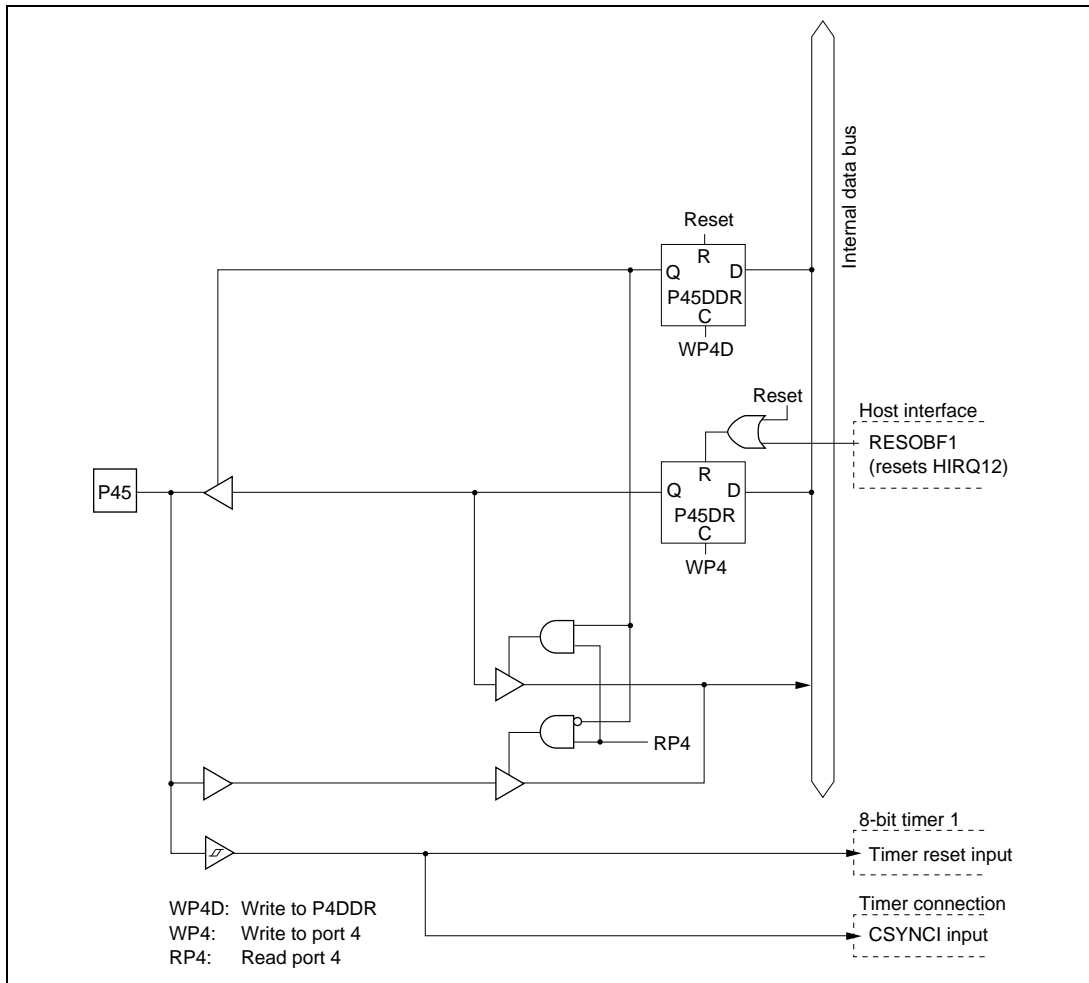 Internal data bus
Reset
R
Q D
P45DDR
C
WP4D
Reset
Host interface
RESOBF1
(resets HIRQ12)
R
P45
Q D
P45DR
C
WP4
RP4
8-bit timer 1
Timer reset input
Timer connection
CSYNCI input
WP4D: Write to P4DDR
WP4: Write to port 4
RP4: Read port 4